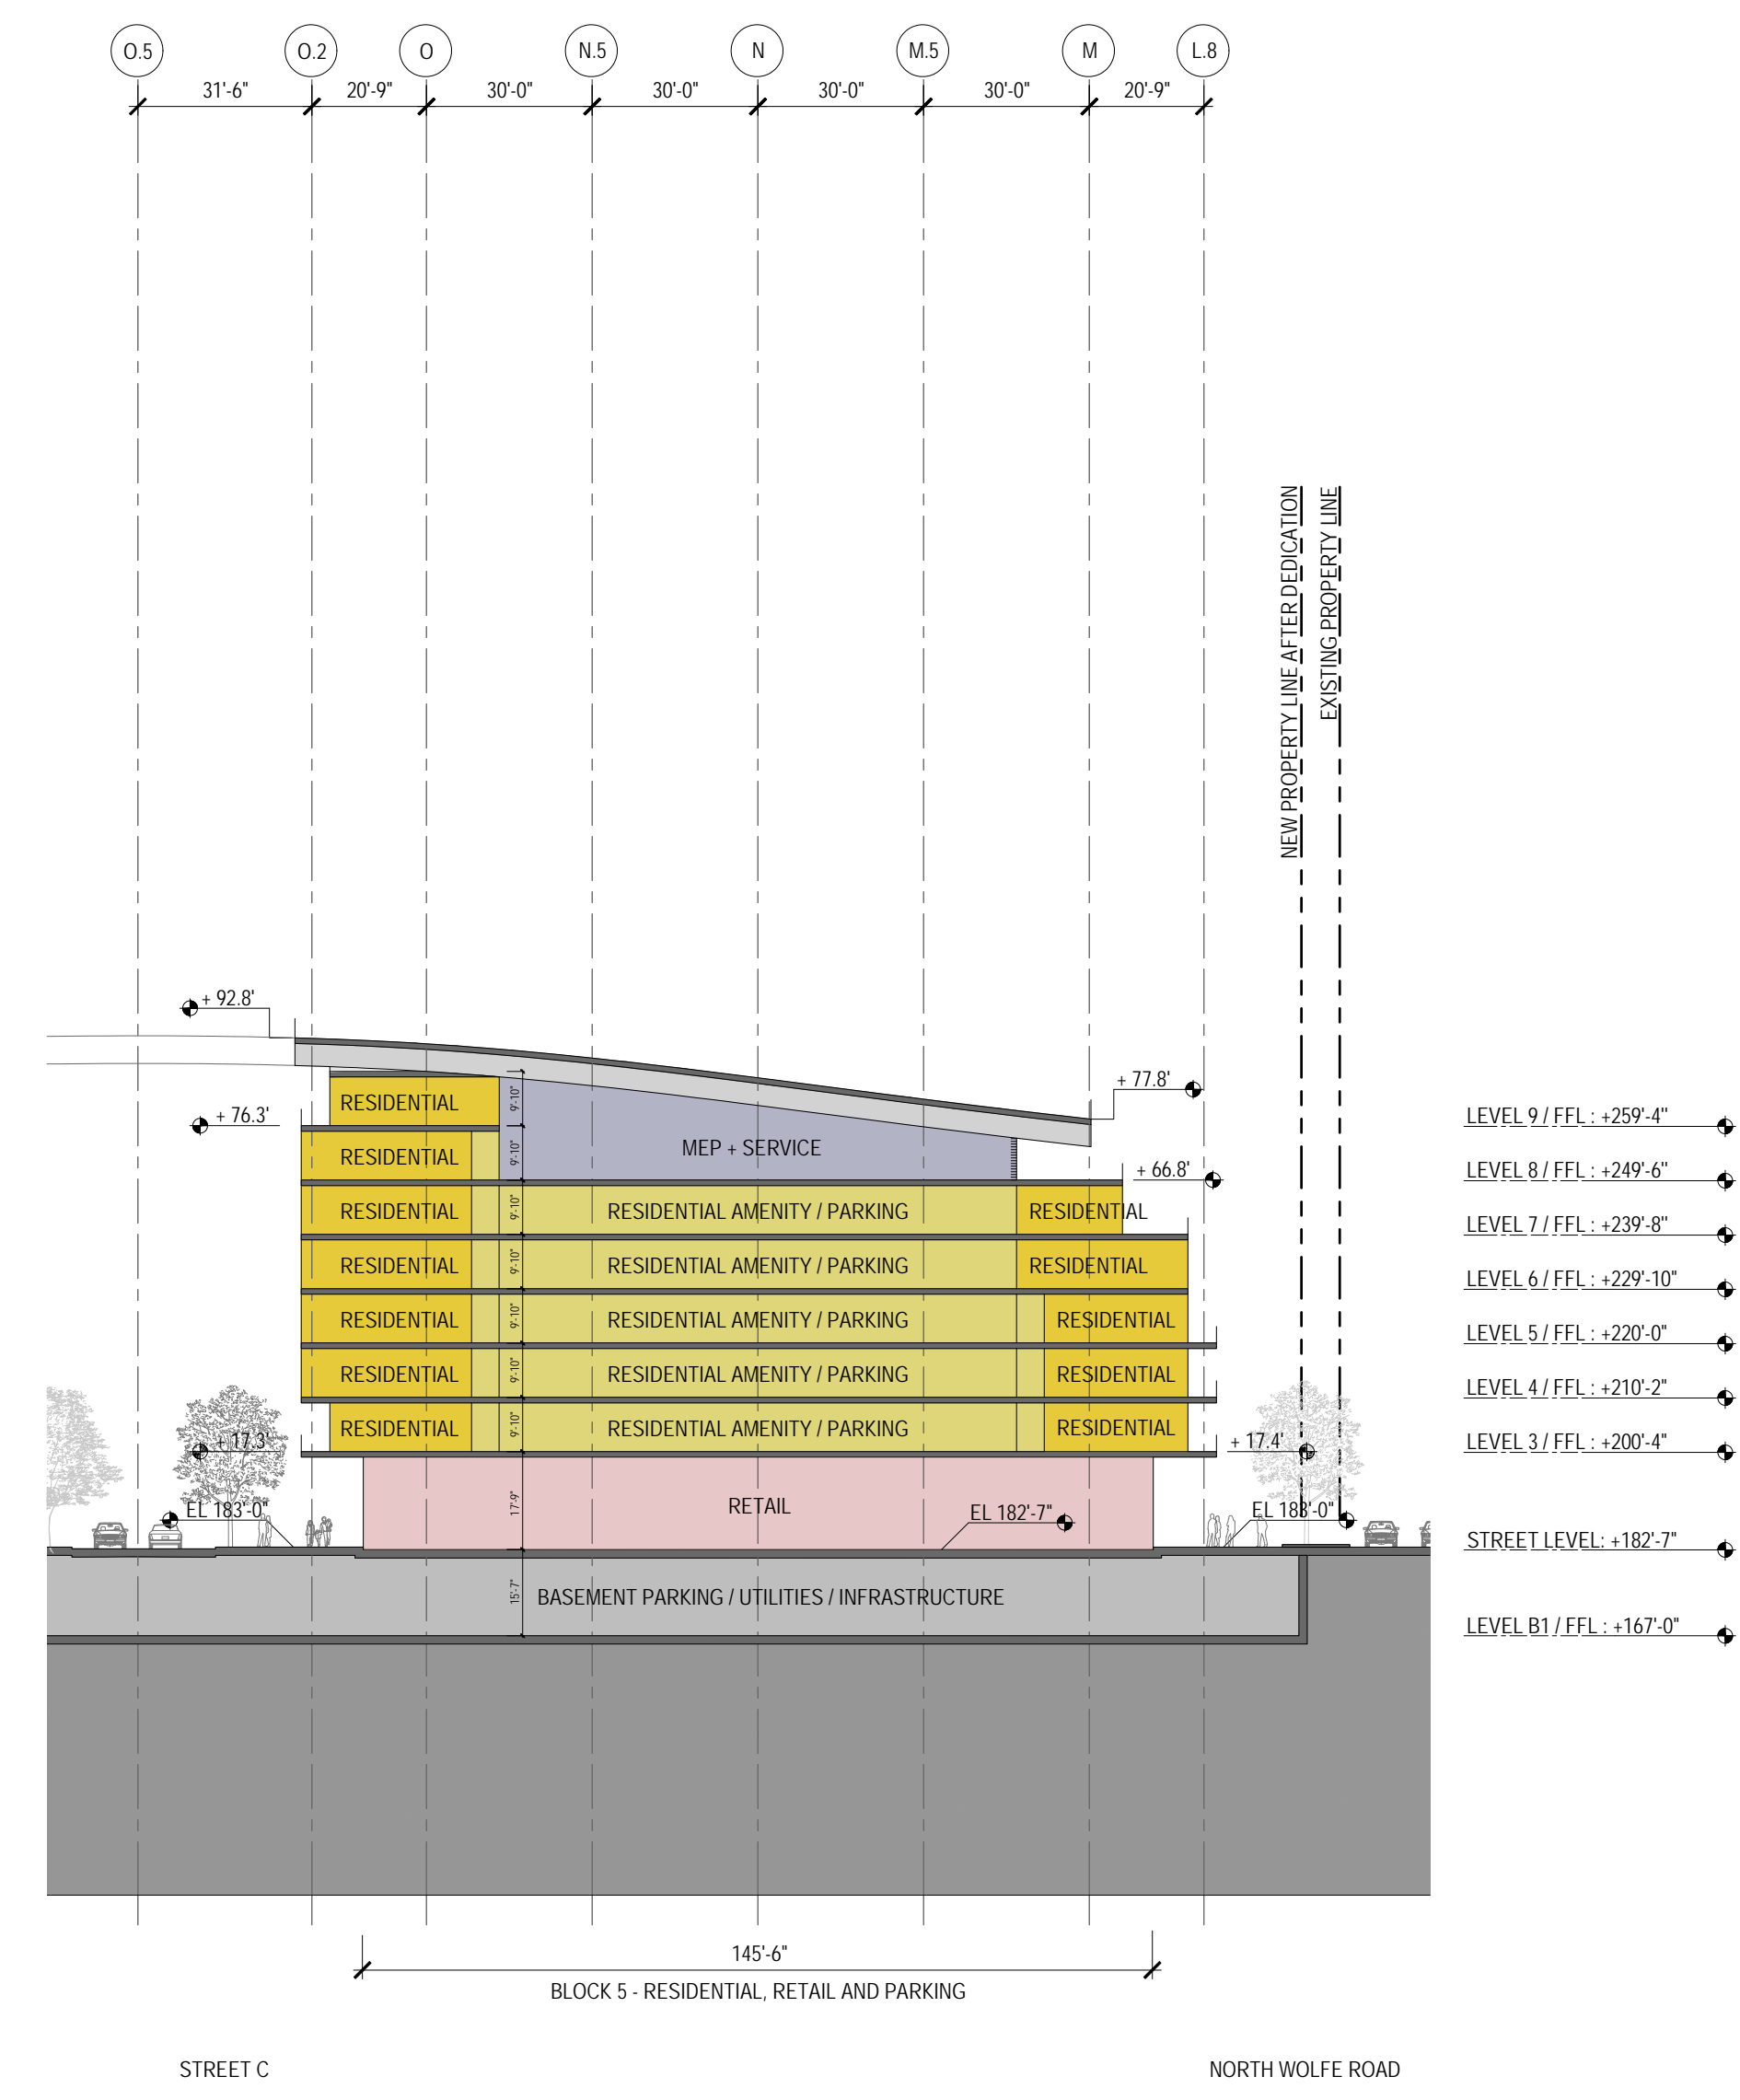 O.5 O.2 O N.5 N M.5 M L.8
31'-6" 20'-9" 30'-0" 30'-0" 30'-0" 30'-0" 20'-9"
NEW PROPERTY LINE AFTER DEDICATION
EXISTING PROPERTY LINE
+ 92.8'
+ 77.8'
RESIDENTIAL 9'-10"
+ 76.3'
LEVEL 9 / FFL : +259'-4"
RESIDENTIAL 9'-10" MEP + SERVICE
+ 66.8'
LEVEL 8 / FFL : +249'-6"
RESIDENTIAL 9'-10" RESIDENTIAL AMENITY / PARKING RESIDENTIAL
LEVEL 7 / FFL : +239'-8"
RESIDENTIAL 9'-10" RESIDENTIAL AMENITY / PARKING RESIDENTIAL
LEVEL 6 / FFL : +229'-10"
RESIDENTIAL 9'-10" RESIDENTIAL AMENITY / PARKING RESIDENTIAL
LEVEL 5 / FFL : +220'-0"
RESIDENTIAL 9'-10" RESIDENTIAL AMENITY / PARKING RESIDENTIAL
LEVEL 4 / FFL : +210'-2"
RESIDENTIAL 9'-10" RESIDENTIAL AMENITY / PARKING RESIDENTIAL
+ 17.3' + 17.4'
LEVEL 3 / FFL : +200'-4"
EL 183'-0" 17'-9" RETAIL EL 182'-7" EL 183'-0"
STREET LEVEL: +182'-7"
15'-7" BASEMENT PARKING / UTILITIES / INFRASTRUCTURE
LEVEL B1 / FFL : +167'-0"
145'-6"
BLOCK 5 - RESIDENTIAL, RETAIL AND PARKING
STREET C NORTH WOLFE ROAD